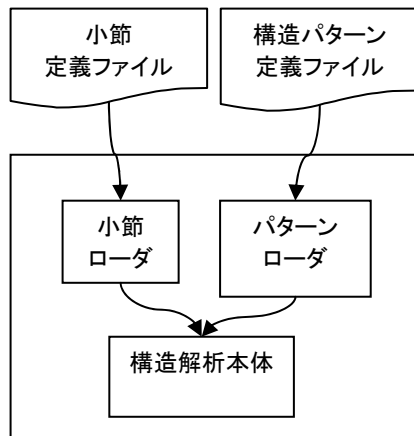 小節
定義ファイル
構造パターン
定義ファイル
小節
ローダ
パターン
ローダ
構造解析本体